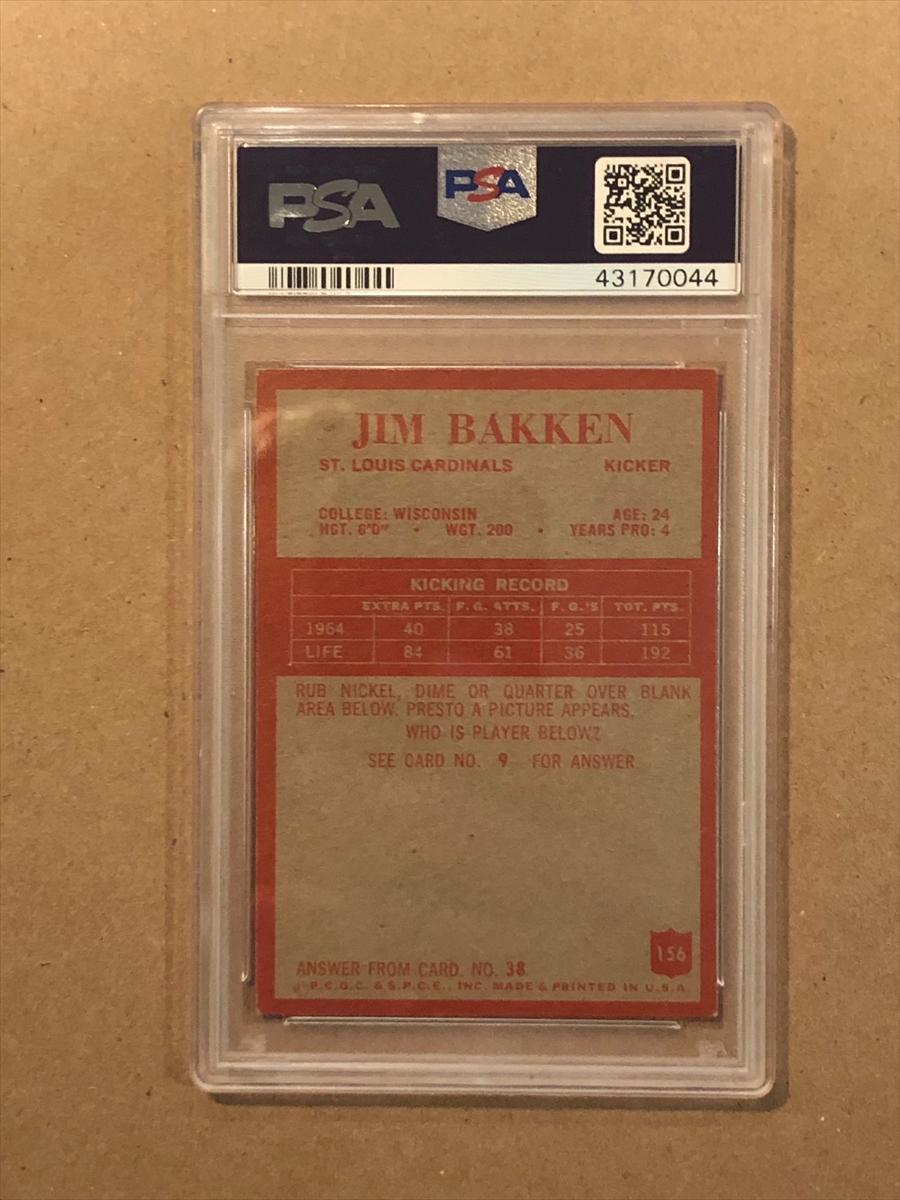 PSA PSA
43170044
JIM BAKKEN
ST. LOUIS CARDINALS KICKER
COLLEGE: WISCONSIN AGE: 24
HGT. 6'0" • WGT. 200 • YEARS PRO: 4
KICKING RECORD
EXTRA PTS. F. G. ATTS. F. G.'S TOT. PTS.
1964 40 38 25 115
LIFE 84 61 36 192
RUB NICKEL, DIME OR QUARTER OVER BLANK
AREA BELOW. PRESTO A PICTURE APPEARS.
WHO IS PLAYER BELOW?
SEE CARD NO. 9 FOR ANSWER
156
ANSWER FROM CARD. NO. 38
P.C.G.C. & S.P.C.E., INC. MADE & PRINTED IN U.S.A.